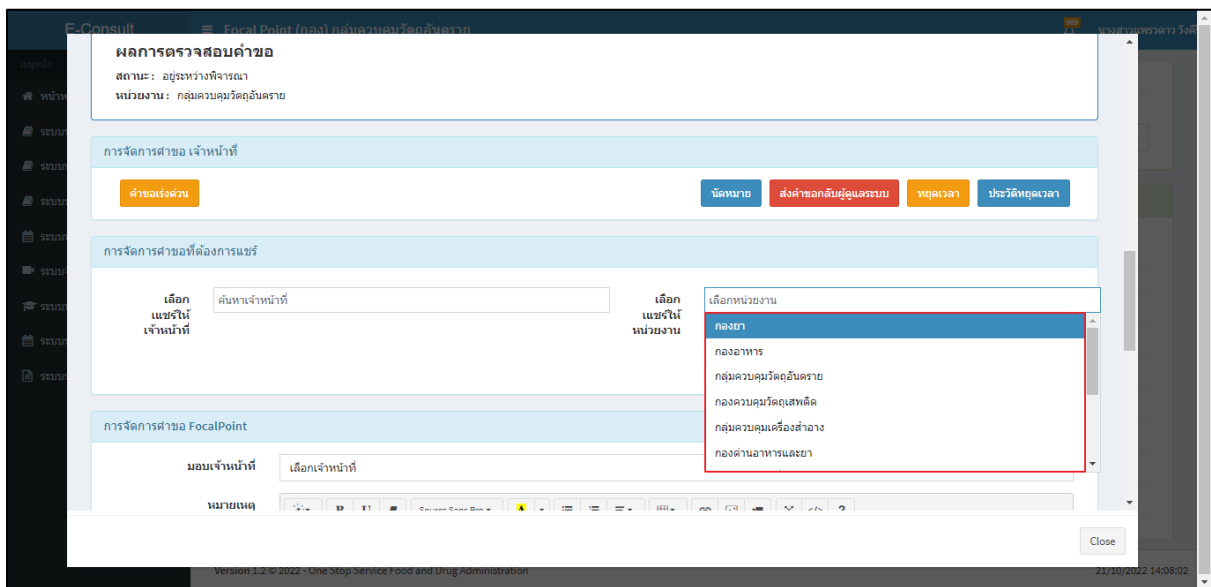 E-Consult
Focal Point (กอง) กลุ่มควบคุมวัตถุอันตราย
เมนูหลัก
ผลการตรวจสอบคำขอ
สถานะ : อยู่ระหว่างพิจารณา
หน่วยงาน : กลุ่มควบคุมวัตถุอันตราย
การจัดการคำขอ เจ้าหน้าที่
คำขอเร่งด่วน
นัดหมาย
ส่งคำขอกลับผู้ดูแลระบบ
หยุดเวลา
ประวัติหยุดเวลา
การจัดการคำขอที่ต้องการแชร์
เลือก
แชร์ให้
เจ้าหน้าที่
ค้นหาเจ้าหน้าที่
เลือก
แชร์ให้
หน่วยงาน
เลือกหน่วยงาน
กองยา
กองอาหาร
กลุ่มควบคุมวัตถุอันตราย
กองควบคุมวัตถุเสพติด
กลุ่มควบคุมเครื่องสำอาง
กองด่านอาหารและยา
การจัดการคำขอ FocalPoint
มอบเจ้าหน้าที่
เลือกเจ้าหน้าที่
หมายเหตุ
Close
Version 1.2 © 2022 - One Stop Service Food and Drug Administration
21/10/2022 14:08:02